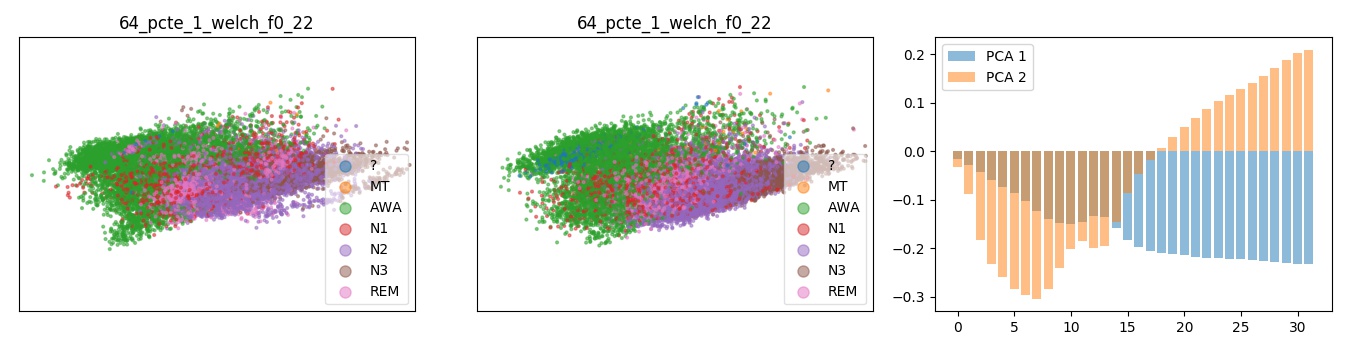 64_pcte_1_welch_f0_22
?
MT
AWA
N1
N2
N3
REM
64_pcte_1_welch_f0_22
?
MT
AWA
N1
N2
N3
REM
PCA 1
PCA 2
0.2
0.1
0.0
−0.1
−0.2
−0.3
0 5 10 15 20 25 30